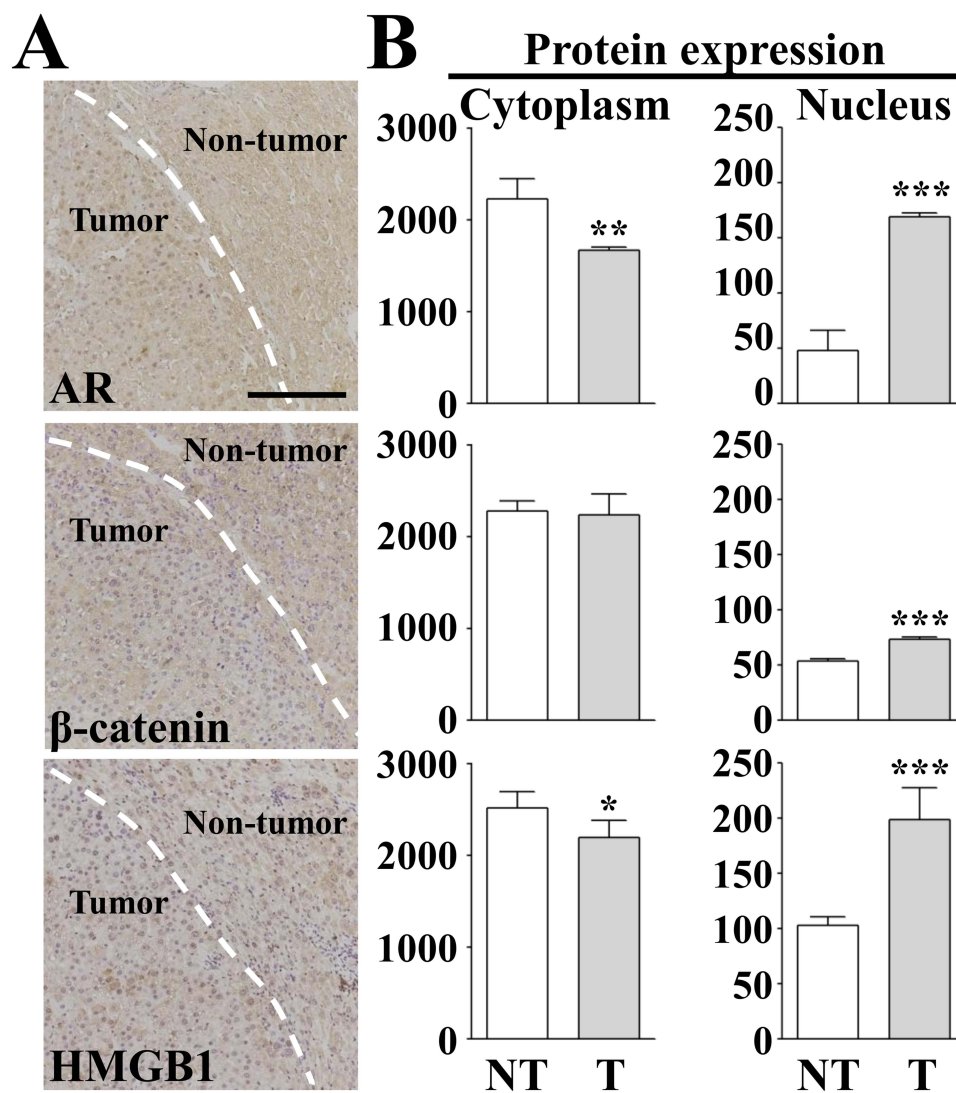 A
Non-tumor
Tumor
AR
Non-tumor
Tumor
β-catenin
Non-tumor
Tumor
HMGB1
B
Protein expression
Cytoplasm
Nucleus
3000
2000
1000
0
**
250
200
150
100
50
0
***
3000
2000
1000
0
250
200
150
100
50
0
***
3000
2000
1000
0
*
250
200
150
100
50
0
***
NT T
NT T